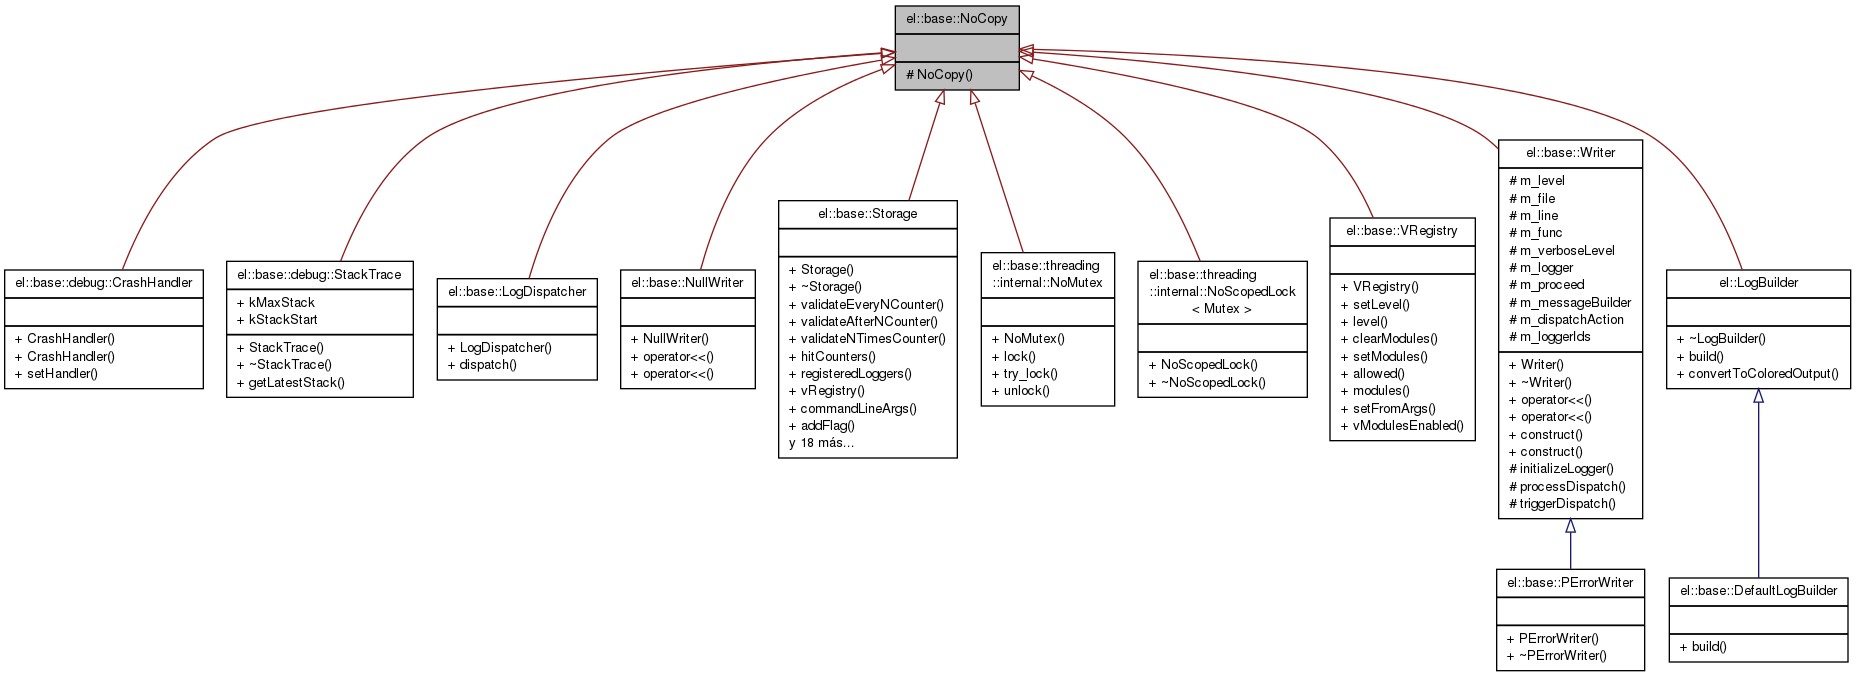 el::base::NoCopy
# NoCopy()
el::base::debug::CrashHandler
+ CrashHandler()
+ CrashHandler()
+ setHandler()
el::base::debug::StackTrace
+ kMaxStack
+ kStackStart
+ StackTrace()
+ ~StackTrace()
+ getLatestStack()
el::base::LogDispatcher
+ LogDispatcher()
+ dispatch()
el::base::NullWriter
+ NullWriter()
+ operator<<()
+ operator<<()
el::base::Storage
+ Storage()
+ ~Storage()
+ validateEveryNCounter()
+ validateAfterNCounter()
+ validateNTimesCounter()
+ hitCounters()
+ registeredLoggers()
+ vRegistry()
+ commandLineArgs()
+ addFlag()
y 18 más...
el::base::threading
::internal::NoMutex
+ NoMutex()
+ lock()
+ try_lock()
+ unlock()
el::base::threading
::internal::NoScopedLock
< Mutex >
+ NoScopedLock()
+ ~NoScopedLock()
el::base::VRegistry
+ VRegistry()
+ setLevel()
+ level()
+ clearModules()
+ setModules()
+ allowed()
+ modules()
+ setFromArgs()
+ vModulesEnabled()
el::base::Writer
# m_level
# m_file
# m_line
# m_func
# m_verboseLevel
# m_logger
# m_proceed
# m_messageBuilder
# m_dispatchAction
# m_loggerIds
+ Writer()
+ ~Writer()
+ operator<<()
+ operator<<()
+ construct()
+ construct()
# initializeLogger()
# processDispatch()
# triggerDispatch()
el::LogBuilder
+ ~LogBuilder()
+ build()
+ convertToColoredOutput()
el::base::PErrorWriter
+ PErrorWriter()
+ ~PErrorWriter()
el::base::DefaultLogBuilder
+ build()